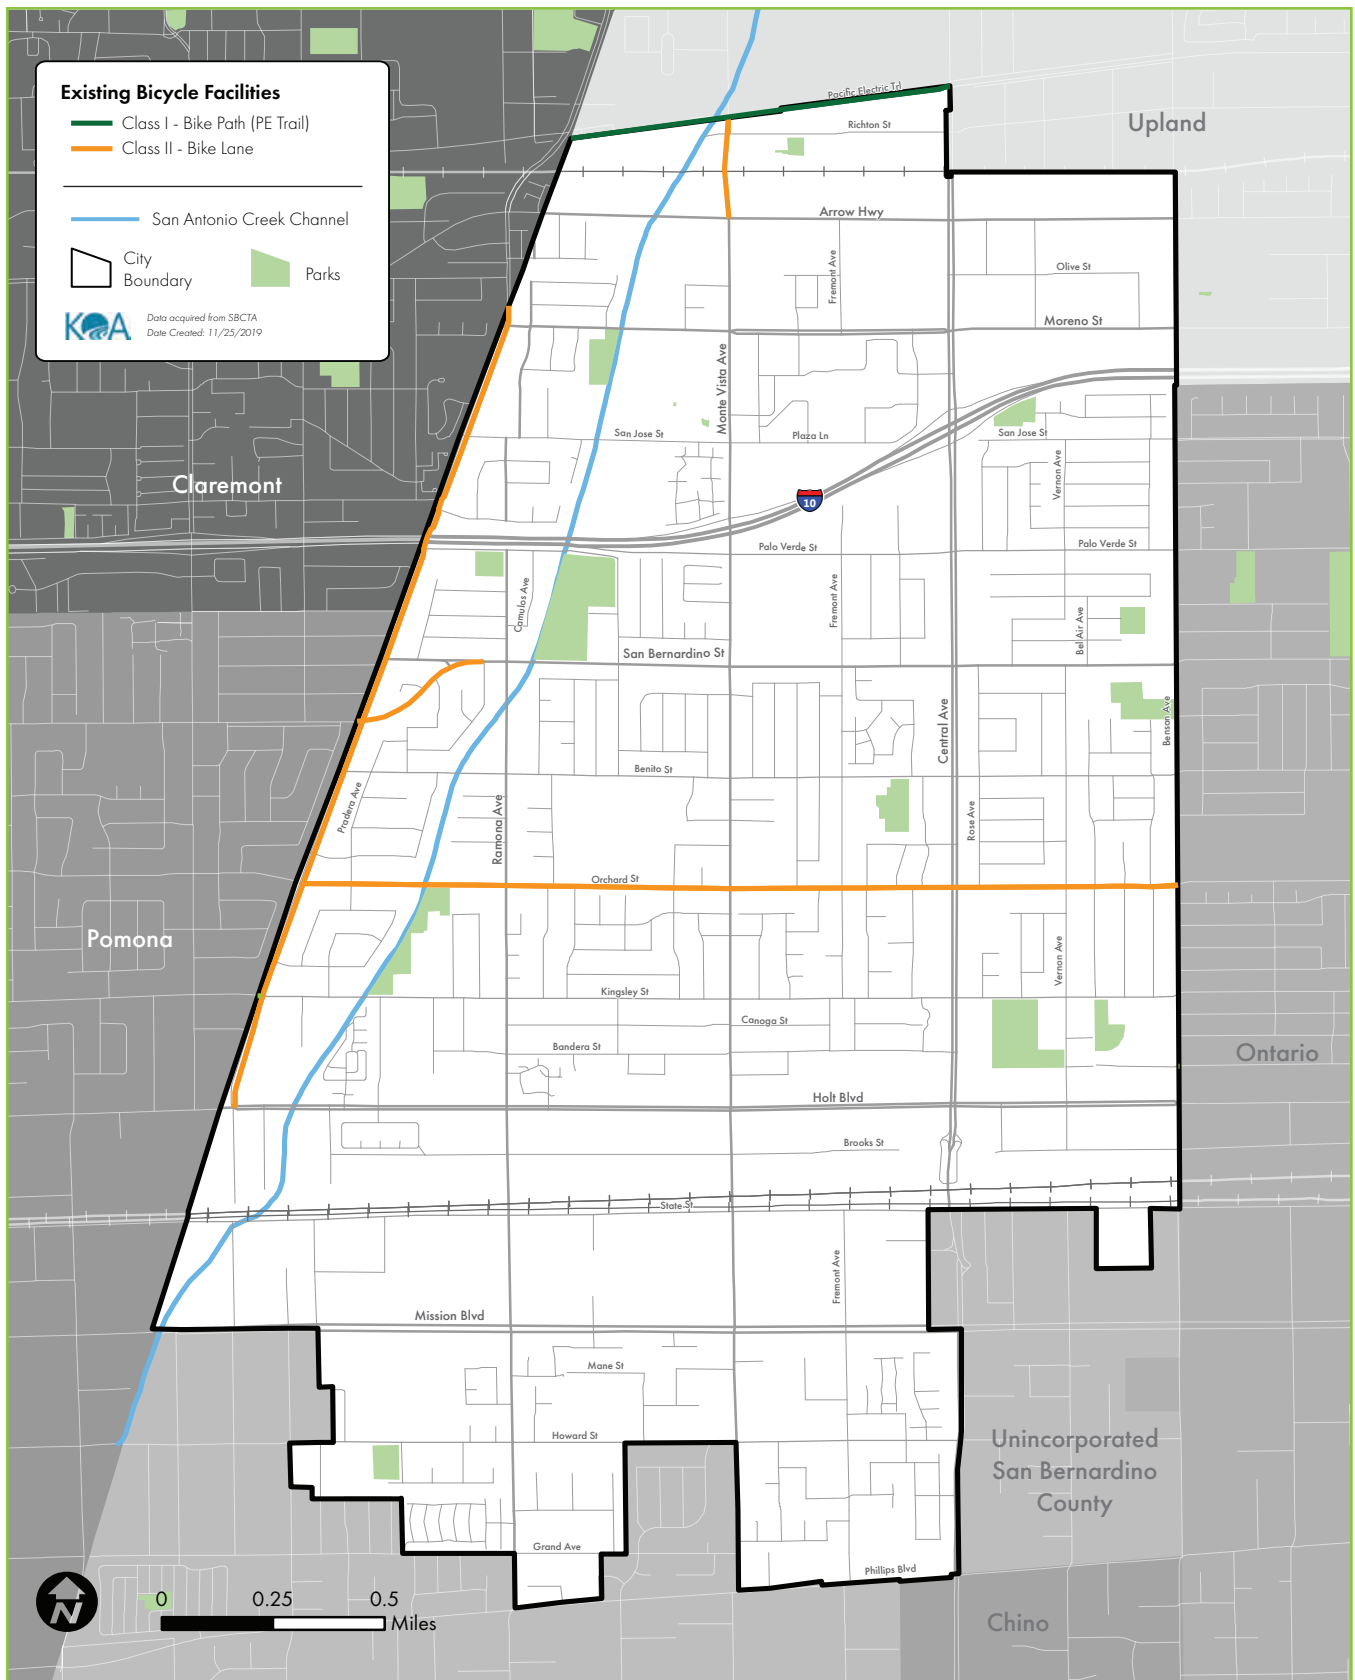 Existing Bicycle Facilities
Class I - Bike Path (PE Trail)
Class II - Bike Lane
San Antonio Creek Channel
City
Boundary
Parks
KOA
Data acquired from SBCTA
Date Created: 11/25/2019
Pacific Electric Trl
Richton St
Upland
Arrow Hwy
Fremont Ave
Olive St
Moreno St
Monte Vista Ave
San Jose St
Plaza Ln
San Jose St
Vernon Ave
Claremont
10
Palo Verde St
Palo Verde St
Camulos Ave
Fremont Ave
Bel Air Ave
San Bernardino St
Central Ave
Benson Ave
Benito St
Pradera Ave
Ramona Ave
Rose Ave
Orchard St
Pomona
Vernon Ave
Kingsley St
Canoga St
Bandera St
Ontario
Holt Blvd
Brooks St
State St
Fremont Ave
Mission Blvd
Mane St
Howard St
Unincorporated
San Bernardino
County
Grand Ave
Phillips Blvd
N
0 0.25 0.5
Miles
Chino